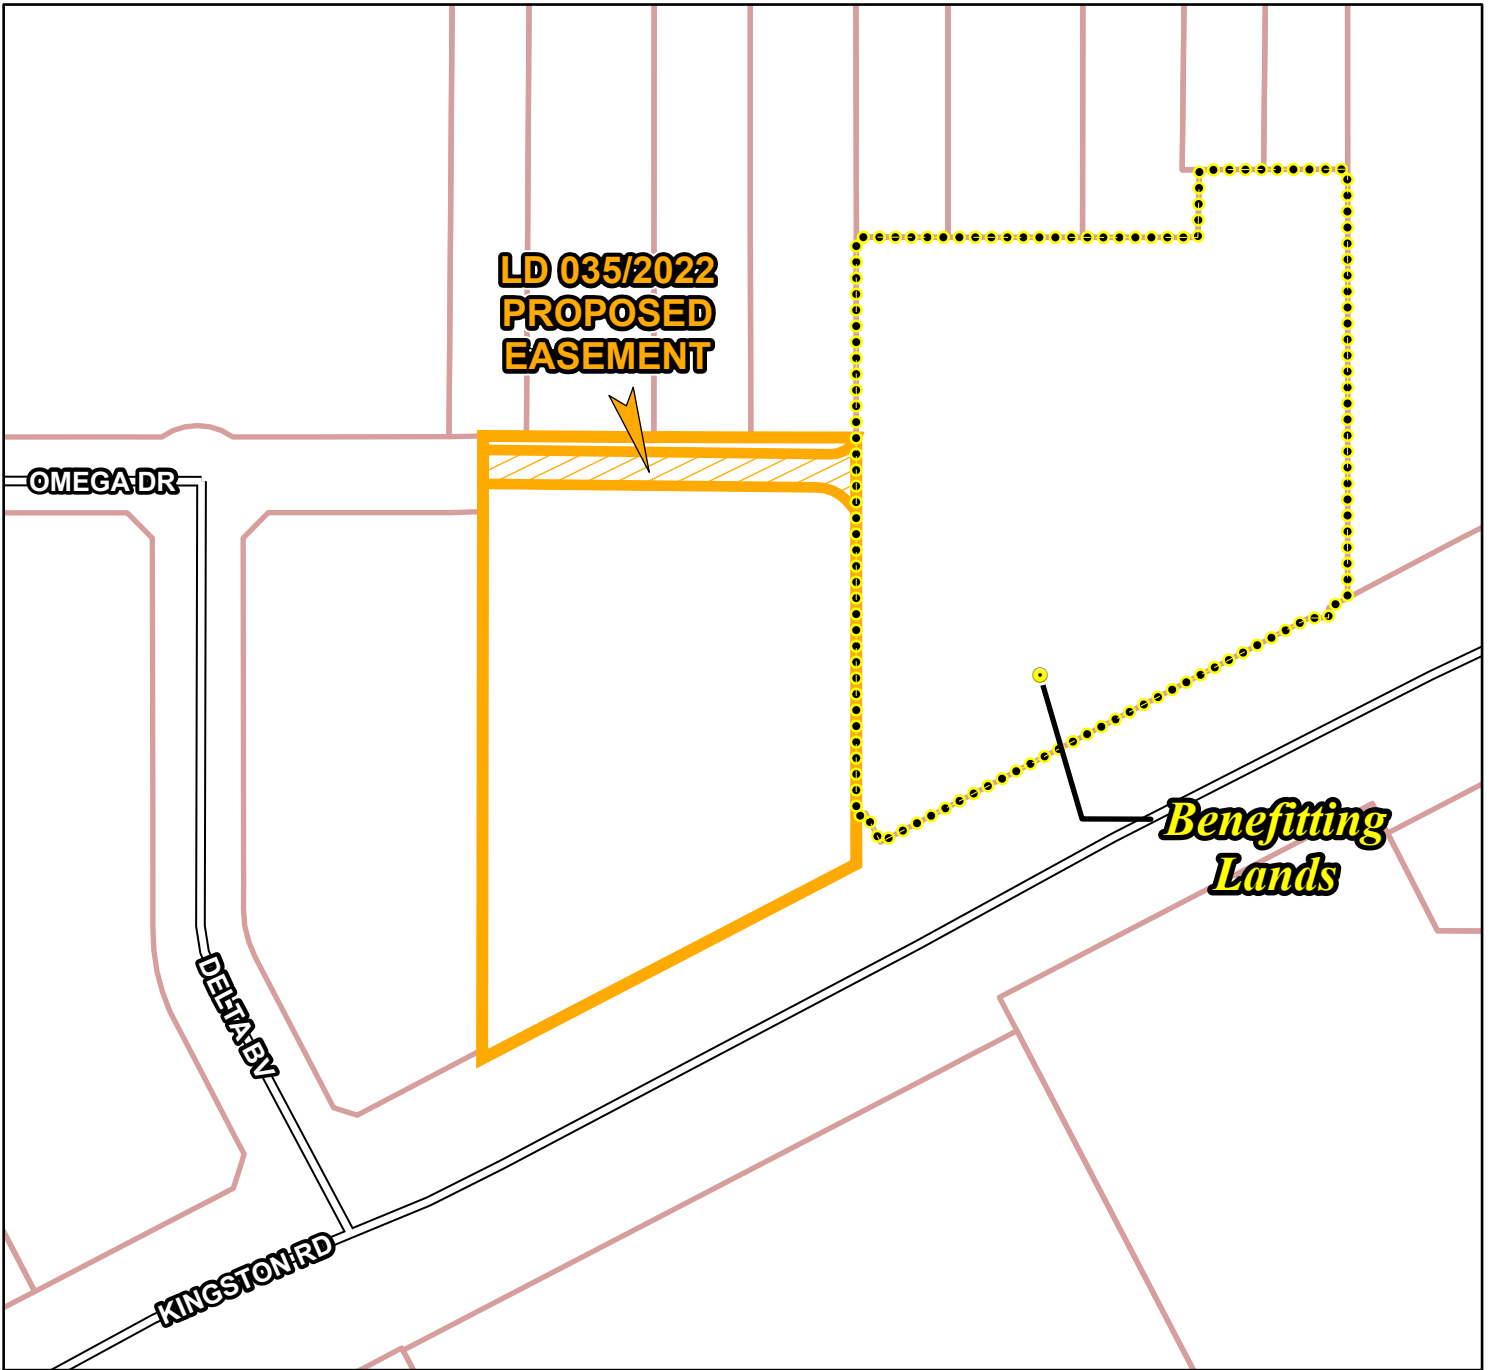 LD 035/2022
PROPOSED
EASEMENT
OMEGA DR
Benefitting
Lands
DELTA BV
KINGSTON RD